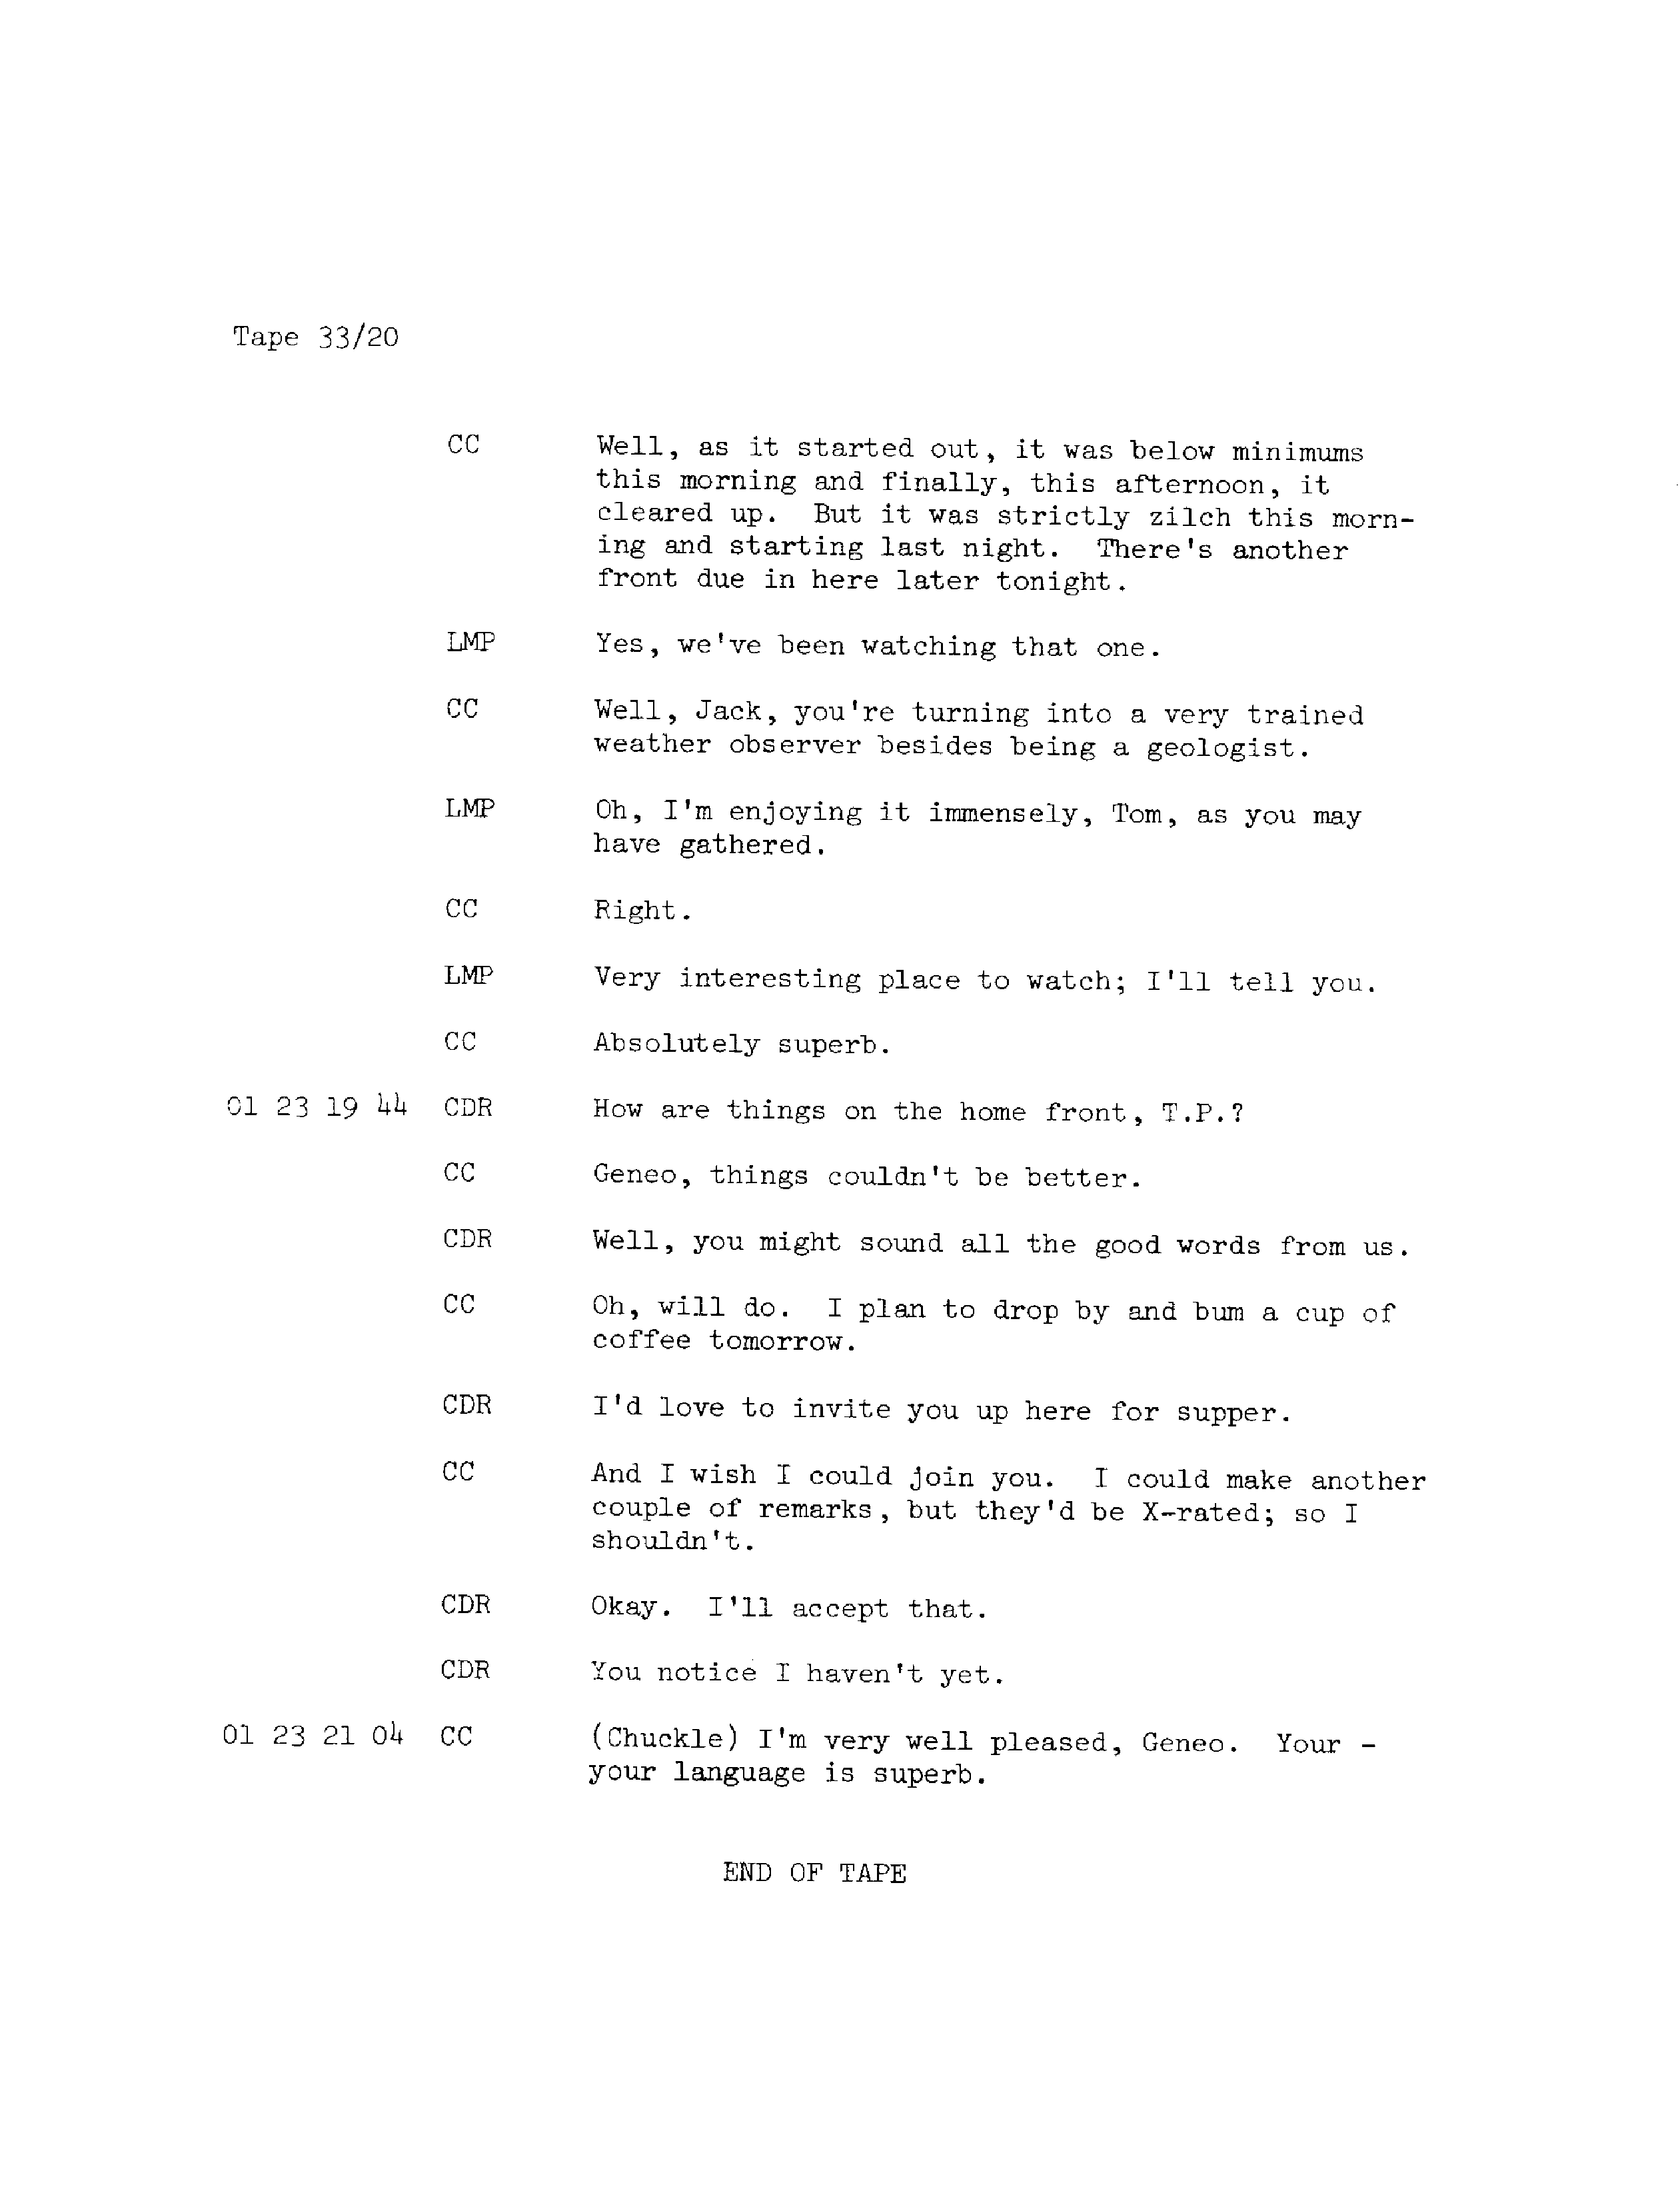 Tape 33/20
CC Well, as it started out, it was below minimums
this morning and finally, this afternoon, it
cleared up. But it was strictly zilch this morn-
ing and starting last night. There's another
front due in here later tonight.
LMP Yes, we've been watching that one.
CC Well, Jack, you're turning into a very trained
weather observer besides being a geologist.
LMP Oh, I'm enjoying it immensely, Tom, as you may
have gathered.
CC Right.
LMP Very interesting place to watch; I'll tell you.
CC Absolutely superb.
01 23 19 44 CDR How are things on the home front, T.P.?
CC Geneo, things couldn't be better.
CDR Well, you might sound all the good words from us.
CC Oh, will do. I plan to drop by and bum a cup of
coffee tomorrow.
CDR I'd love to invite you up here for supper.
CC And I wish I could join you. I could make another
couple of remarks, but they'd be X-rated; so I
shouldn't.
CDR Okay. I'll accept that.
CDR You notice I haven't yet.
01 23 21 04 CC (Chuckle) I'm very well pleased, Geneo. Your -
your language is superb.
END OF TAPE